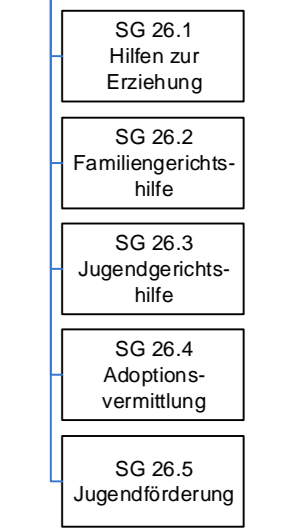 SG 26.1
Hilfen zur
Erziehung
SG 26.2
Familiengerichts-
hilfe
SG 26.3
Jugendgerichts-
hilfe
SG 26.4
Adoptions-
vermittlung
SG 26.5
Jugendförderung